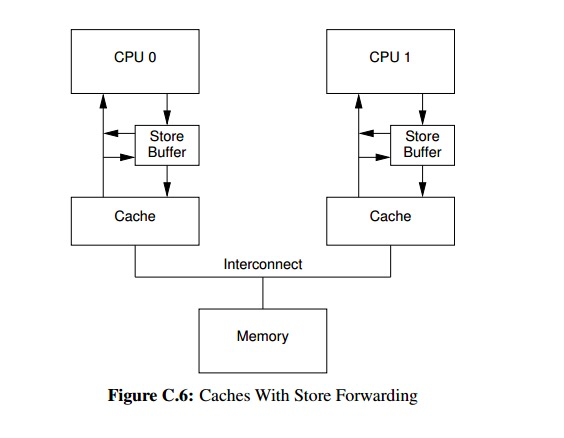 CPU 0
CPU 1
Store
Buffer
Store
Buffer
Cache
Cache
Interconnect
Memory
Figure C.6: Caches With Store Forwarding